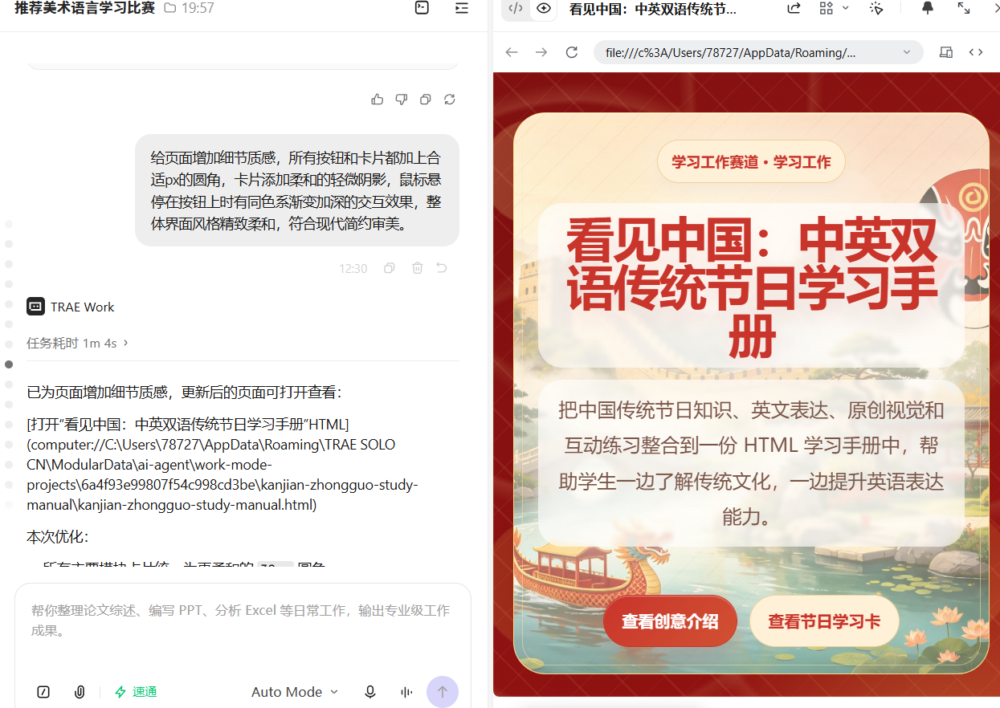 推荐美术语言学习比赛 19:57
给页面增加细节质感，所有按钮和卡片都加上合
适px的圆角，卡片添加柔和的轻微阴影，鼠标悬
停在按钮上时有同色系渐变加深的交互效果，整
体界面风格精致柔和，符合现代简约审美。
12:30
TRAE Work
任务耗时 1m 4s
已为页面增加细节质感，更新后的页面可打开查看：
[打开“看见中国：中英双语传统节日学习手册”HTML]
(computer://C:\Users\78727\AppData\Roaming\TRAE SOLO
CN\ModularData\ai-agent\work-mode-
projects\6a4f93e99807f54c998cd3be\kanjian-zhongguo-study-
manual\kanjian-zhongguo-study-manual.html)
本次优化：
帮你整理论文综述、编写 PPT、分析 Excel 等日常工作，输出专业级工作
成果。
速通
Auto Mode
看见中国：中英双语传统节...
file:///c%3A/Users/78727/AppData/Roaming/...
学习工作赛道·学习工作
看见中国：中英双
语传统节日学习手
册
把中国传统节日知识、英文表达、原创视觉和
互动练习整合到一份 HTML 学习手册中，帮
助学生一边了解传统文化，一边提升英语表达
能力。
查看创意介绍
查看节日学习卡